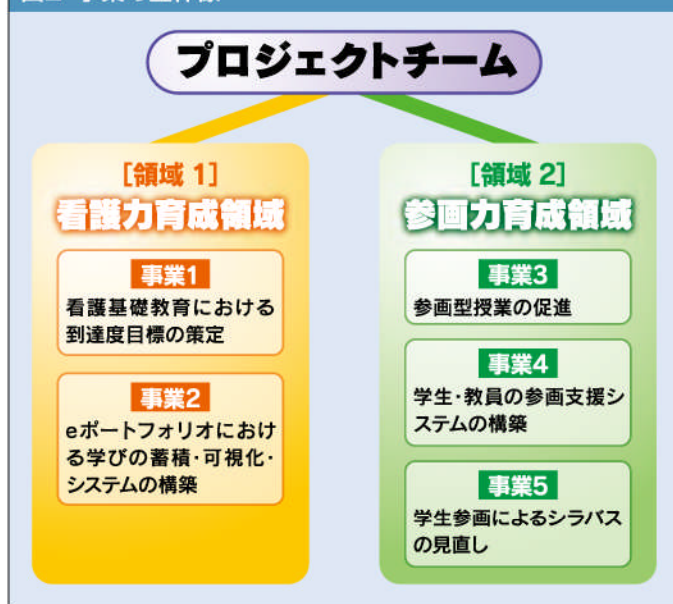 プロジェクトチーム
[領域 1]
看護力育成領域
事業1
看護基礎教育における
到達度目標の策定
事業2
eポートフォリオにおけ
る学びの蓄積・可視化・
システムの構築
[領域 2]
参画力育成領域
事業3
参画型授業の促進
事業4
学生・教員の参画支援シ
ステムの構築
事業5
学生参画によるシラバス
の見直し